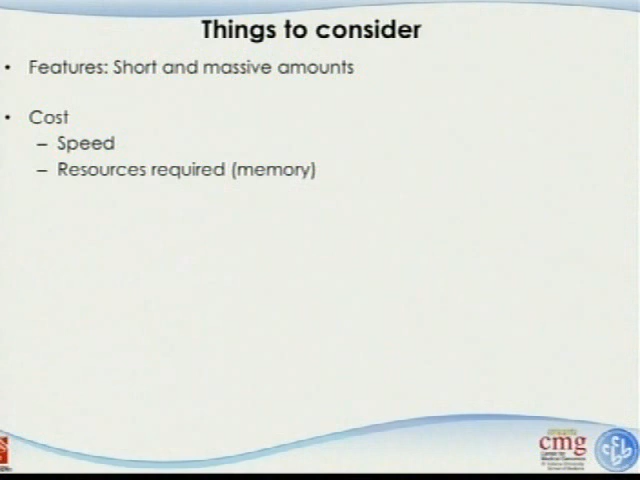 Things to consider
• Features: Short and massive amounts
• Cost
– Speed
– Resources required (memory)
cmg